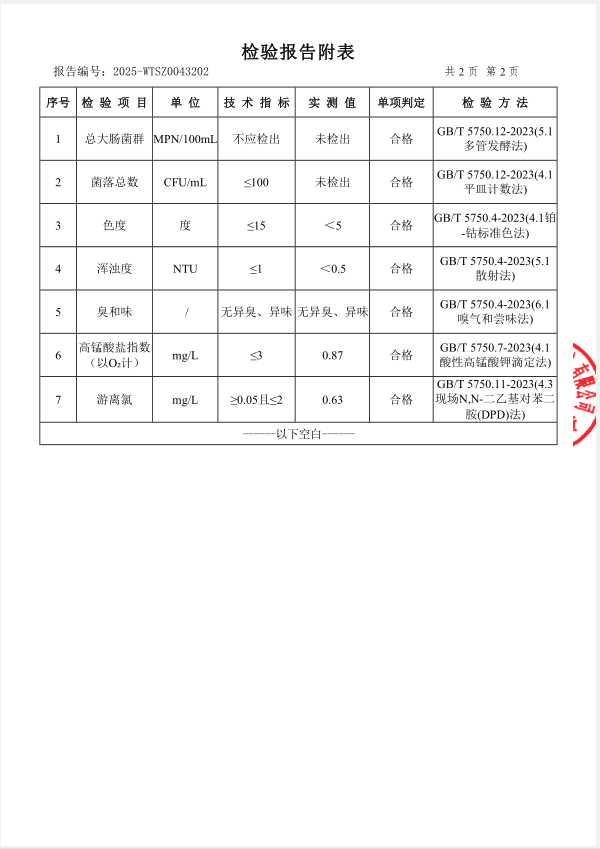 检验报告附表
报告编号：2025-WTSZ0043202 共 2 页 第 2 页
序号 检验项目 单位 技术指标 实测值 单项判定 检验方法
1 总大肠菌群 MPN/100mL 不应检出 未检出 合格 GB/T 5750.12-2023(5.1
多管发酵法)
2 菌落总数 CFU/mL ≤100 未检出 合格 GB/T 5750.12-2023(4.1
平皿计数法)
3 色度 度 ≤15 ＜5 合格 GB/T 5750.4-2023(4.1铂
-钴标准色法)
4 浑浊度 NTU ≤1 ＜0.5 合格 GB/T 5750.4-2023(5.1
散射法)
5 臭和味 / 无异臭、异味 无异臭、异味 合格 GB/T 5750.4-2023(6.1
嗅气和尝味法)
6 高锰酸盐指数
（以O₂计） mg/L ≤3 0.87 合格 GB/T 5750.7-2023(4.1
酸性高锰酸钾滴定法)
7 游离氯 mg/L ≥0.05且≤2 0.63 合格 GB/T 5750.11-2023(4.3
现场N,N-二乙基对苯二
胺(DPD)法)
——----以下空白——----
有限公司